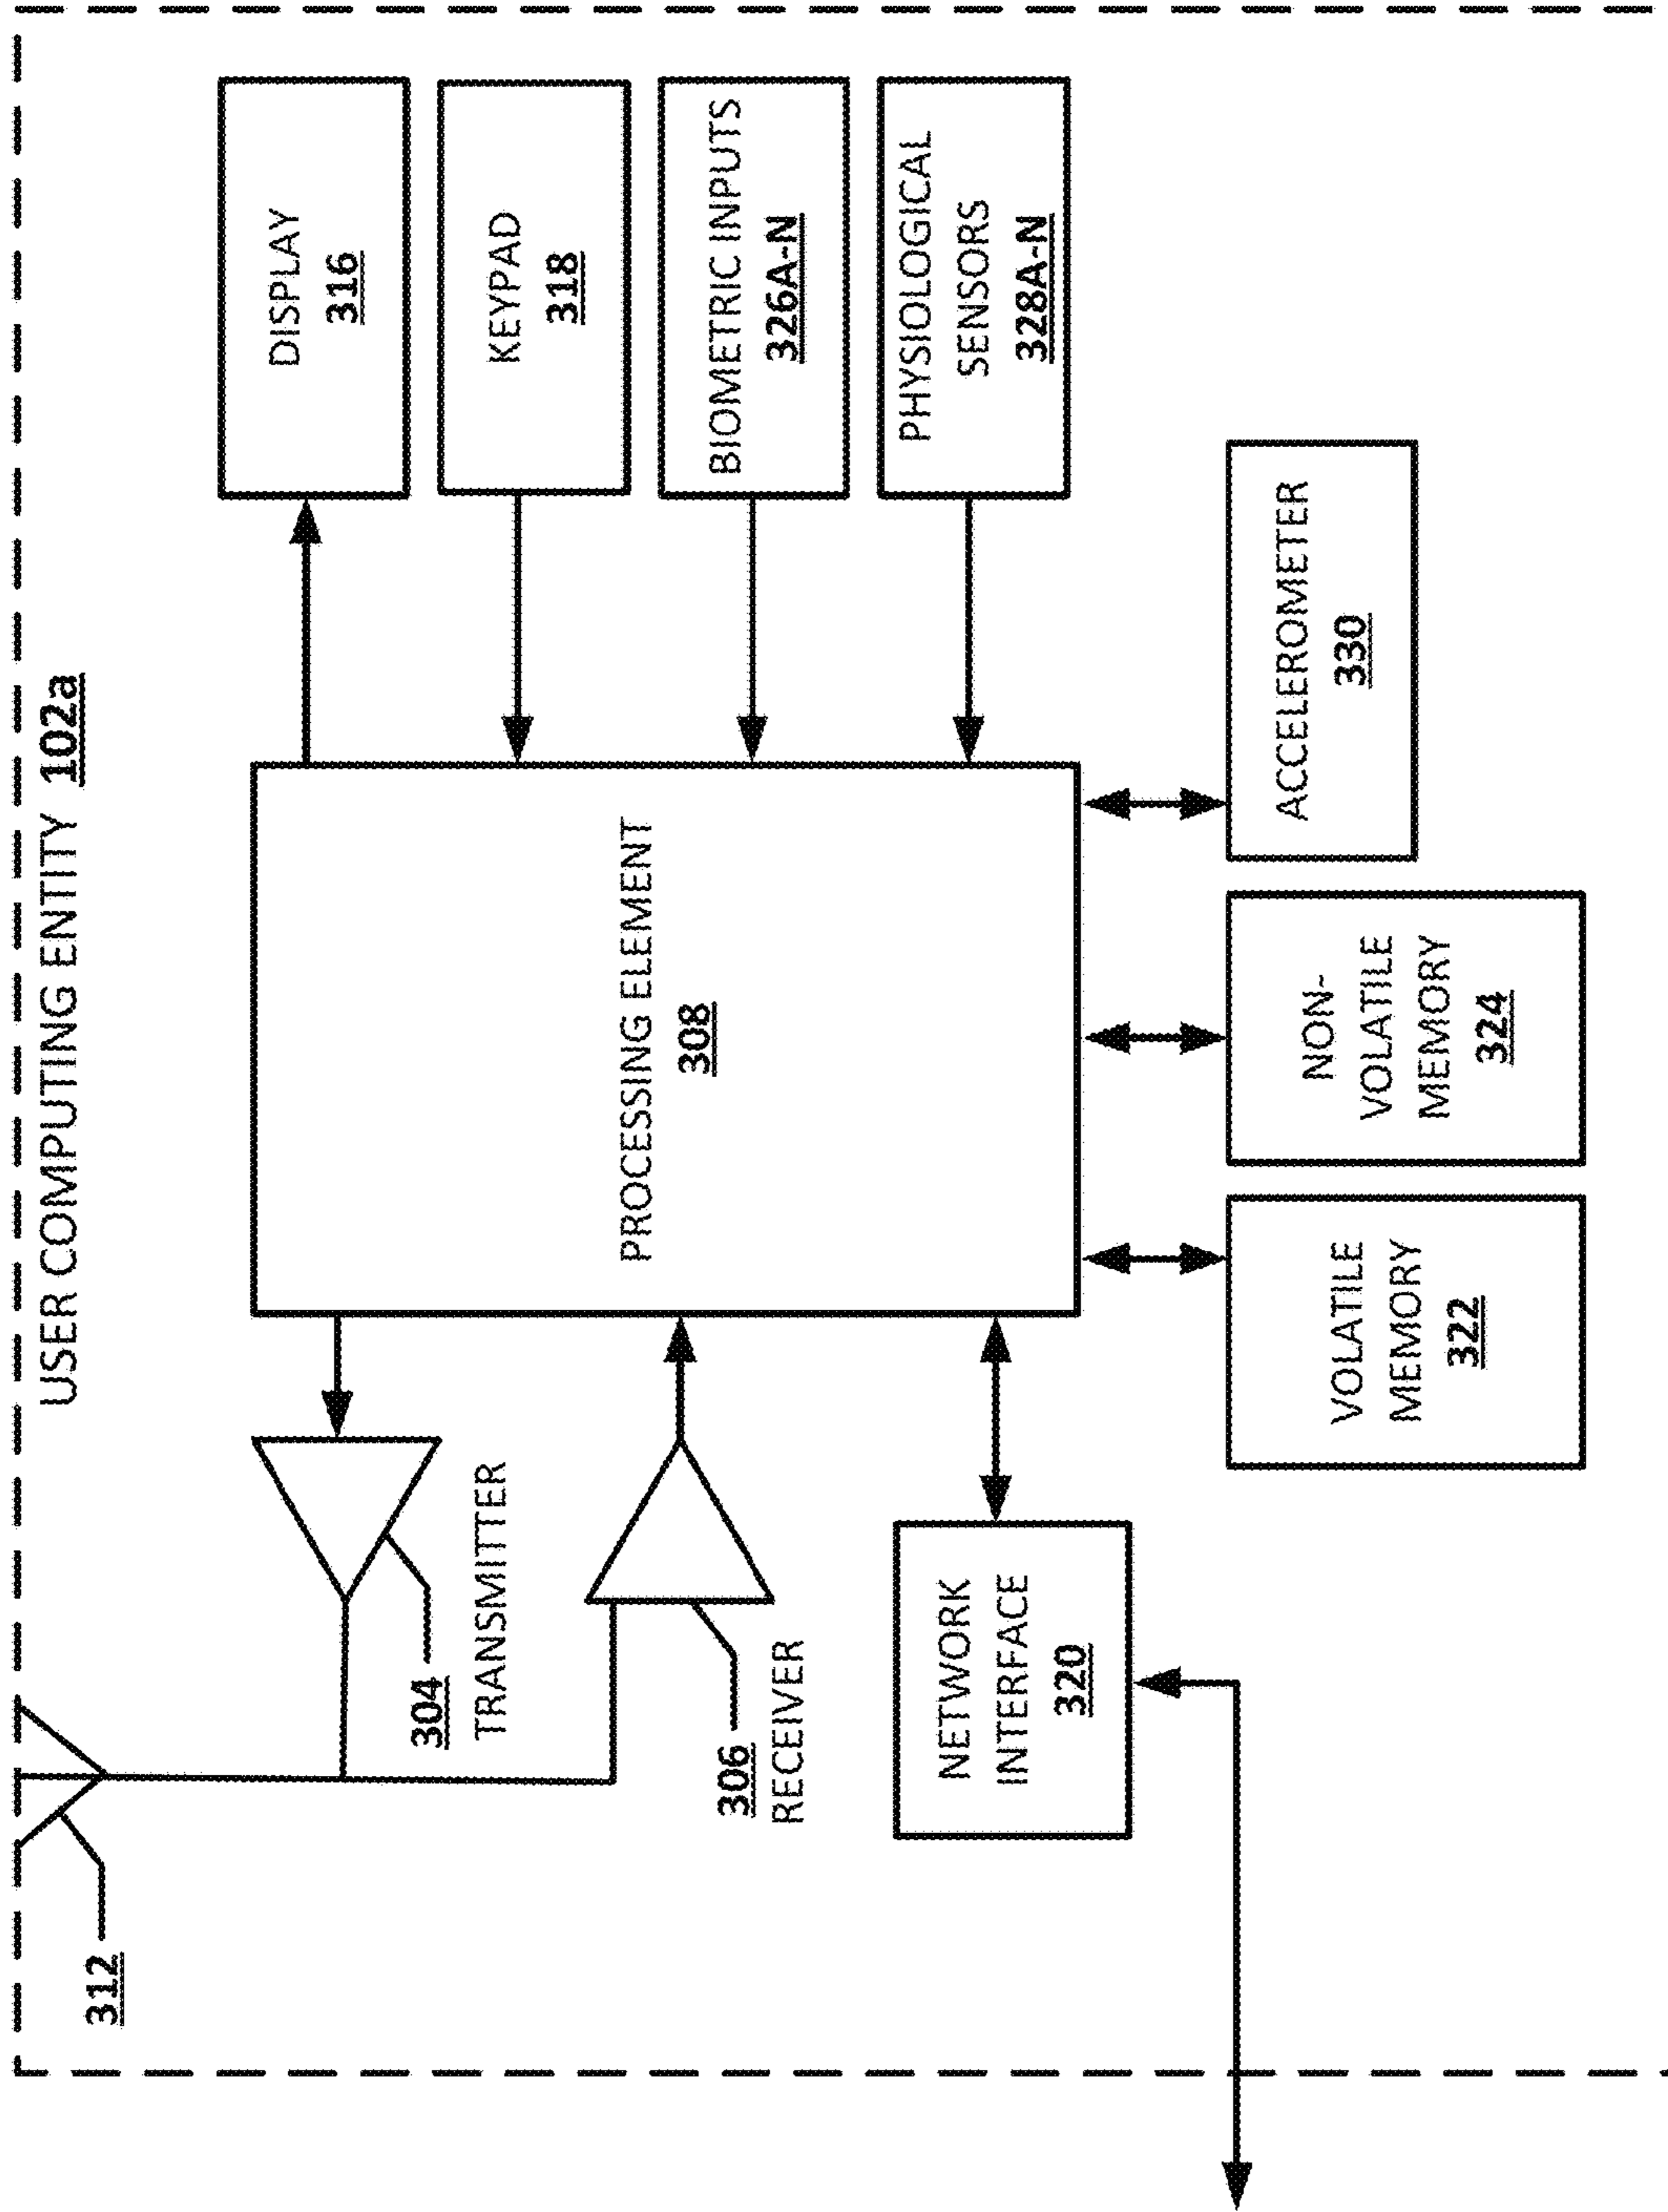 USER COMPUTING ENTITY 102a
312
304
TRANSMITTER
306
RECEIVER
NETWORK
INTERFACE
320
PROCESSING ELEMENT
308
DISPLAY
316
KEYPAD
318
BIOMETRIC INPUTS
326A-N
PHYSIOLOGICAL
SENSORS
328A-N
VOLATILE
MEMORY
322
NON-
VOLATILE
MEMORY
324
ACCELEROMETER
330